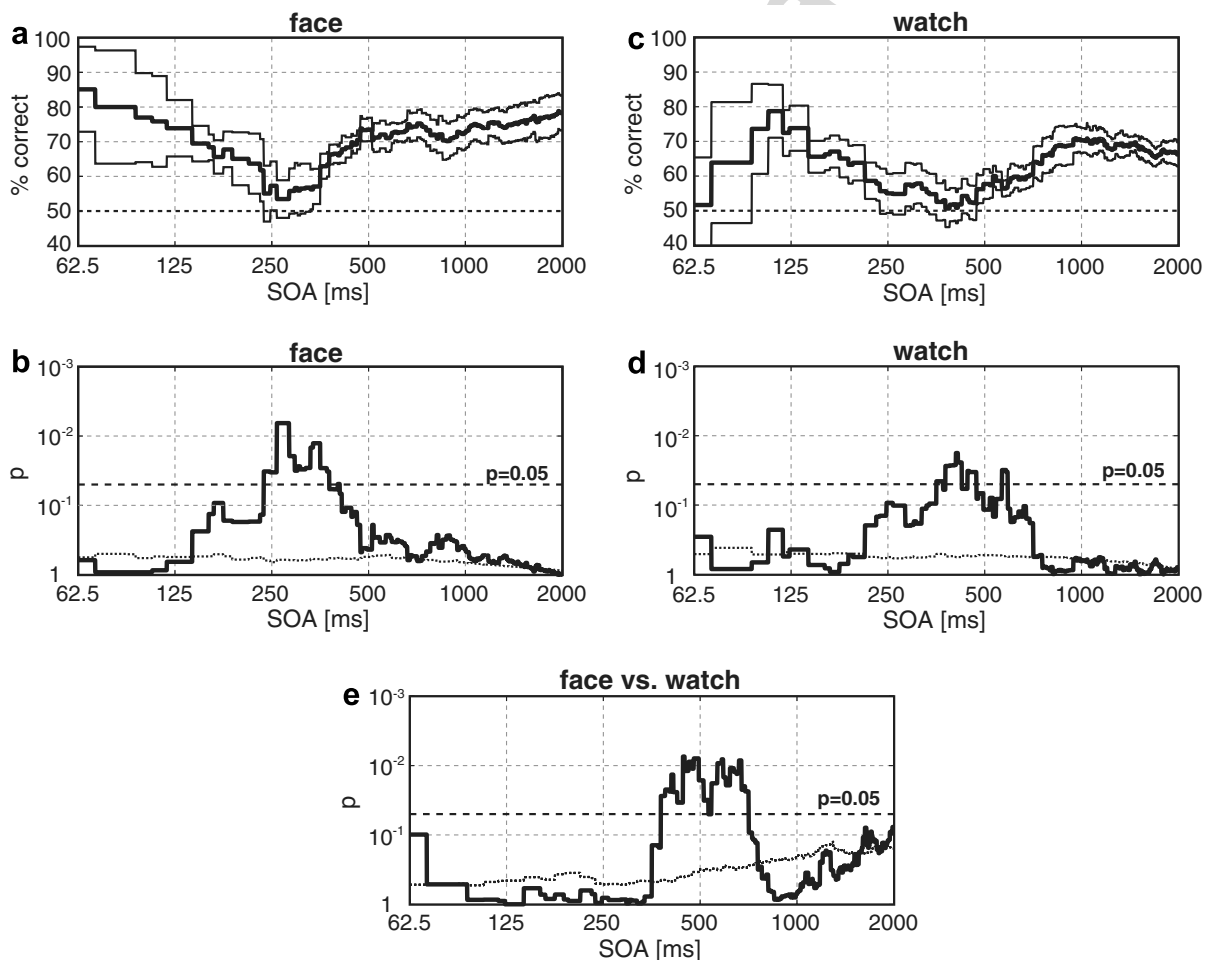 a
face
100
90
80
70
60
50
40
% correct
62.5 125 250 500 1000 2000
SOA [ms]
c
watch
100
90
80
70
60
50
40
% correct
62.5 125 250 500 1000 2000
SOA [ms]
b
face
10-3
10-2
10-1
1
p
p=0.05
62.5 125 250 500 1000 2000
SOA [ms]
d
watch
10-3
10-2
10-1
1
p
p=0.05
62.5 125 250 500 1000 2000
SOA [ms]
e
face vs. watch
10-3
10-2
10-1
1
p
p=0.05
62.5 125 250 500 1000 2000
SOA [ms]